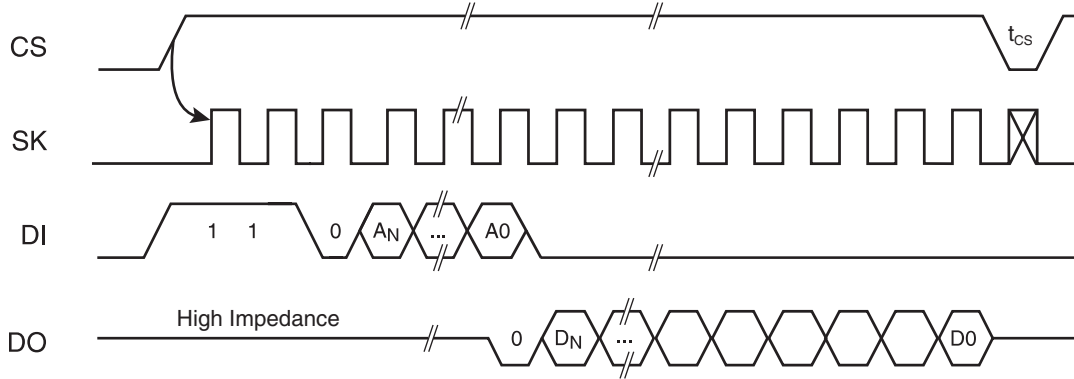 CS
t_CS
SK
DI
1 1 0 A_N ... A0
High Impedance
DO
0 D_N ... D0